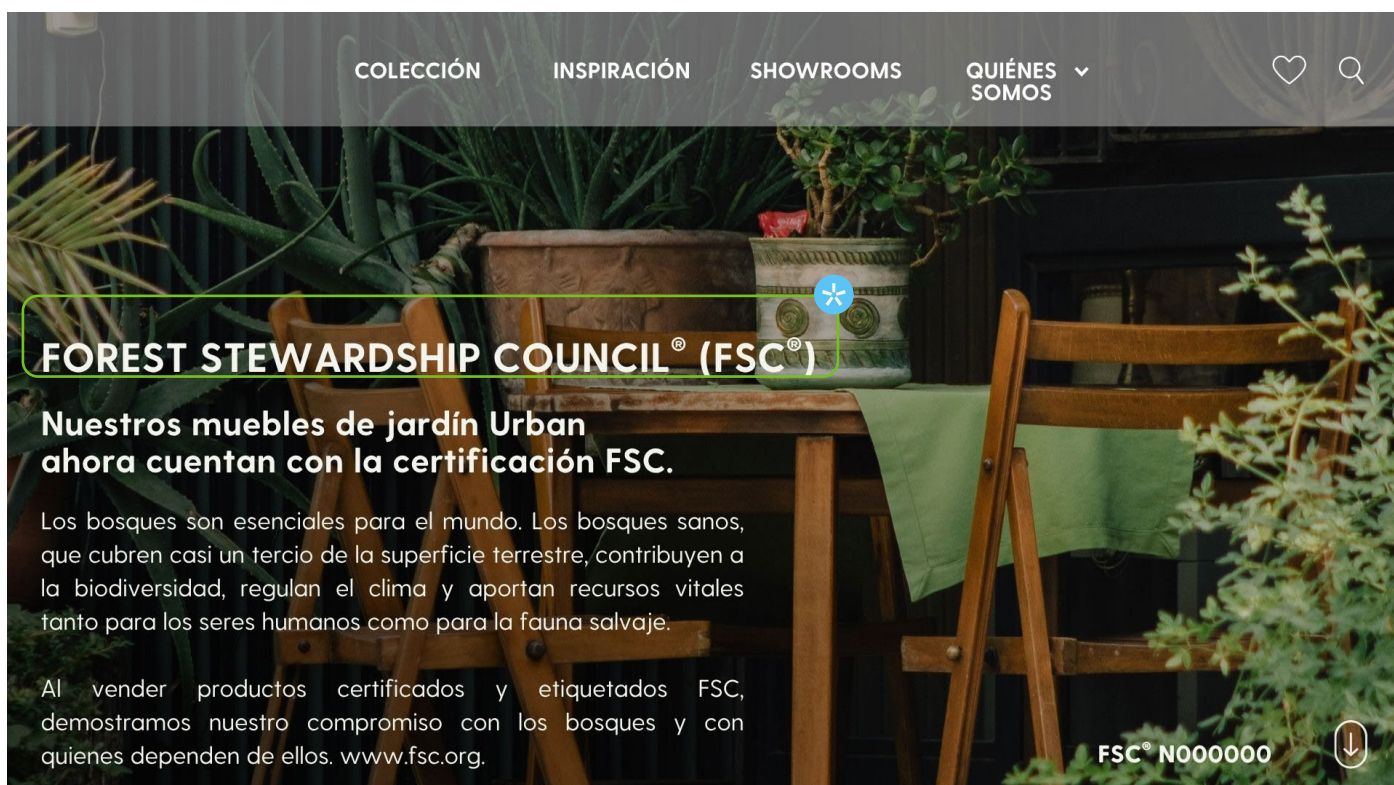 COLECCIÓN INSPIRACIÓN SHOWROOMS QUIÉNES
SOMOS
FOREST STEWARDSHIP COUNCIL® (FSC®)
Nuestros muebles de jardín Urban
ahora cuentan con la certificación FSC.
Los bosques son esenciales para el mundo. Los bosques sanos,
que cubren casi un tercio de la superficie terrestre, contribuyen a
la biodiversidad, regulan el clima y aportan recursos vitales
tanto para los seres humanos como para la fauna salvaje.
Al vender productos certificados y etiquetados FSC,
demostramos nuestro compromiso con los bosques y con
quienes dependen de ellos. www.fsc.org.
FSC® N000000